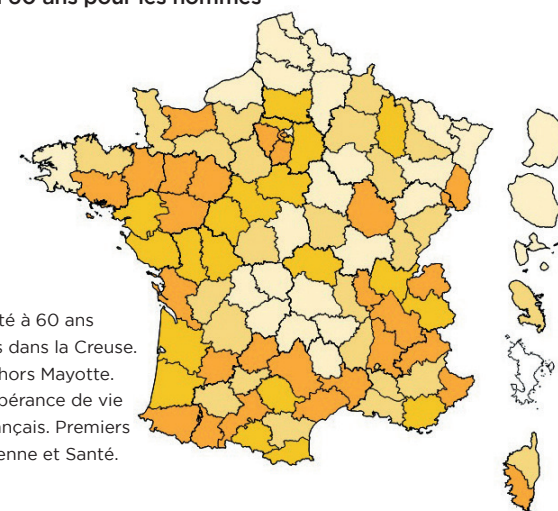 60 ans pour les hommes
té à 60 ans
s dans la Creuse.
hors Mayotte.
pérance de vie
nçais. Premiers
enne et Santé.